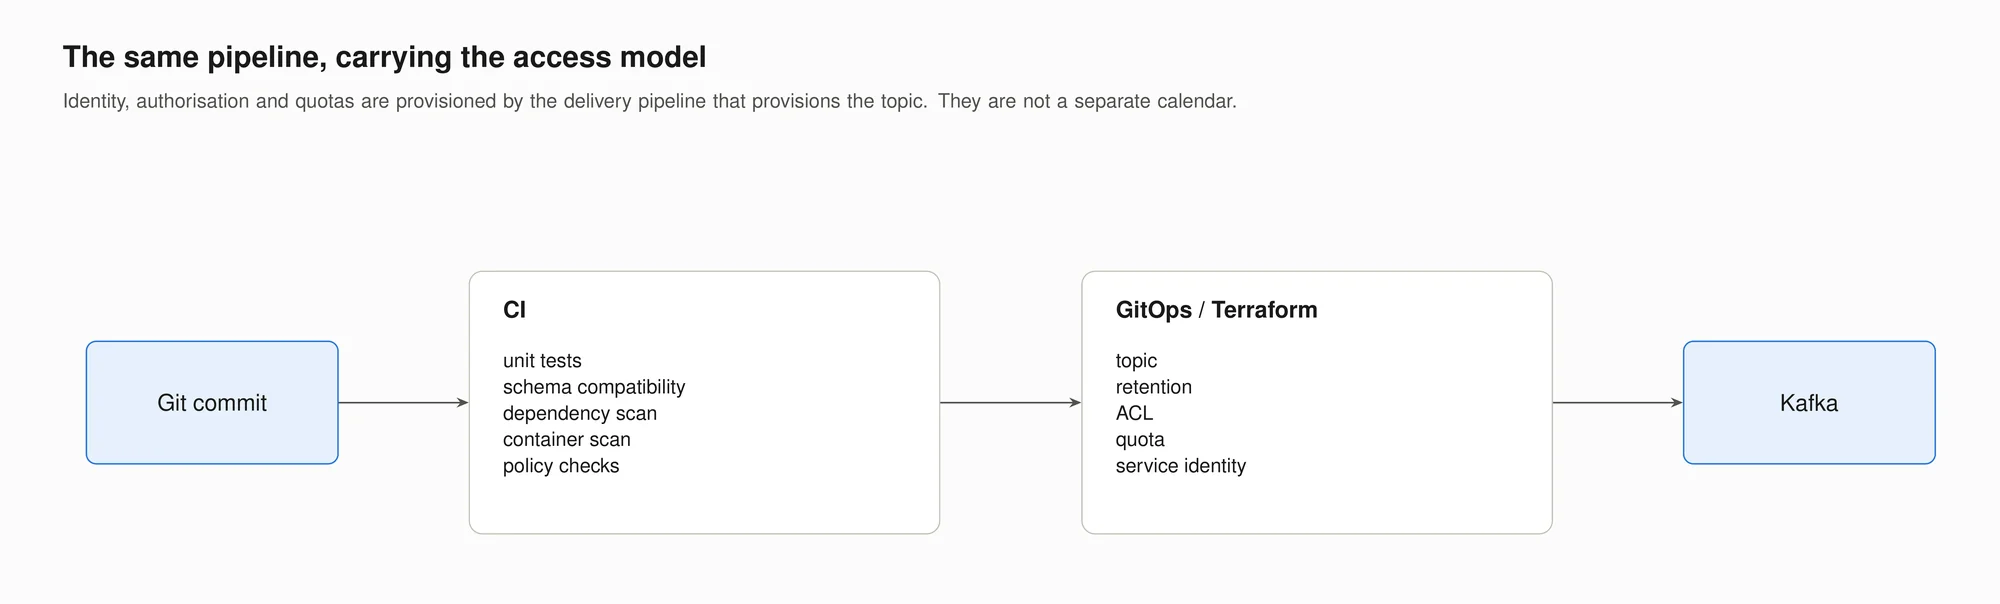 The same pipeline, carrying the access model
Identity, authorisation and quotas are provisioned by the delivery pipeline that provisions the topic. They are not a separate calendar.
Git commit
CI
unit tests
schema compatibility
dependency scan
container scan
policy checks
GitOps / Terraform
topic
retention
ACL
quota
service identity
Kafka